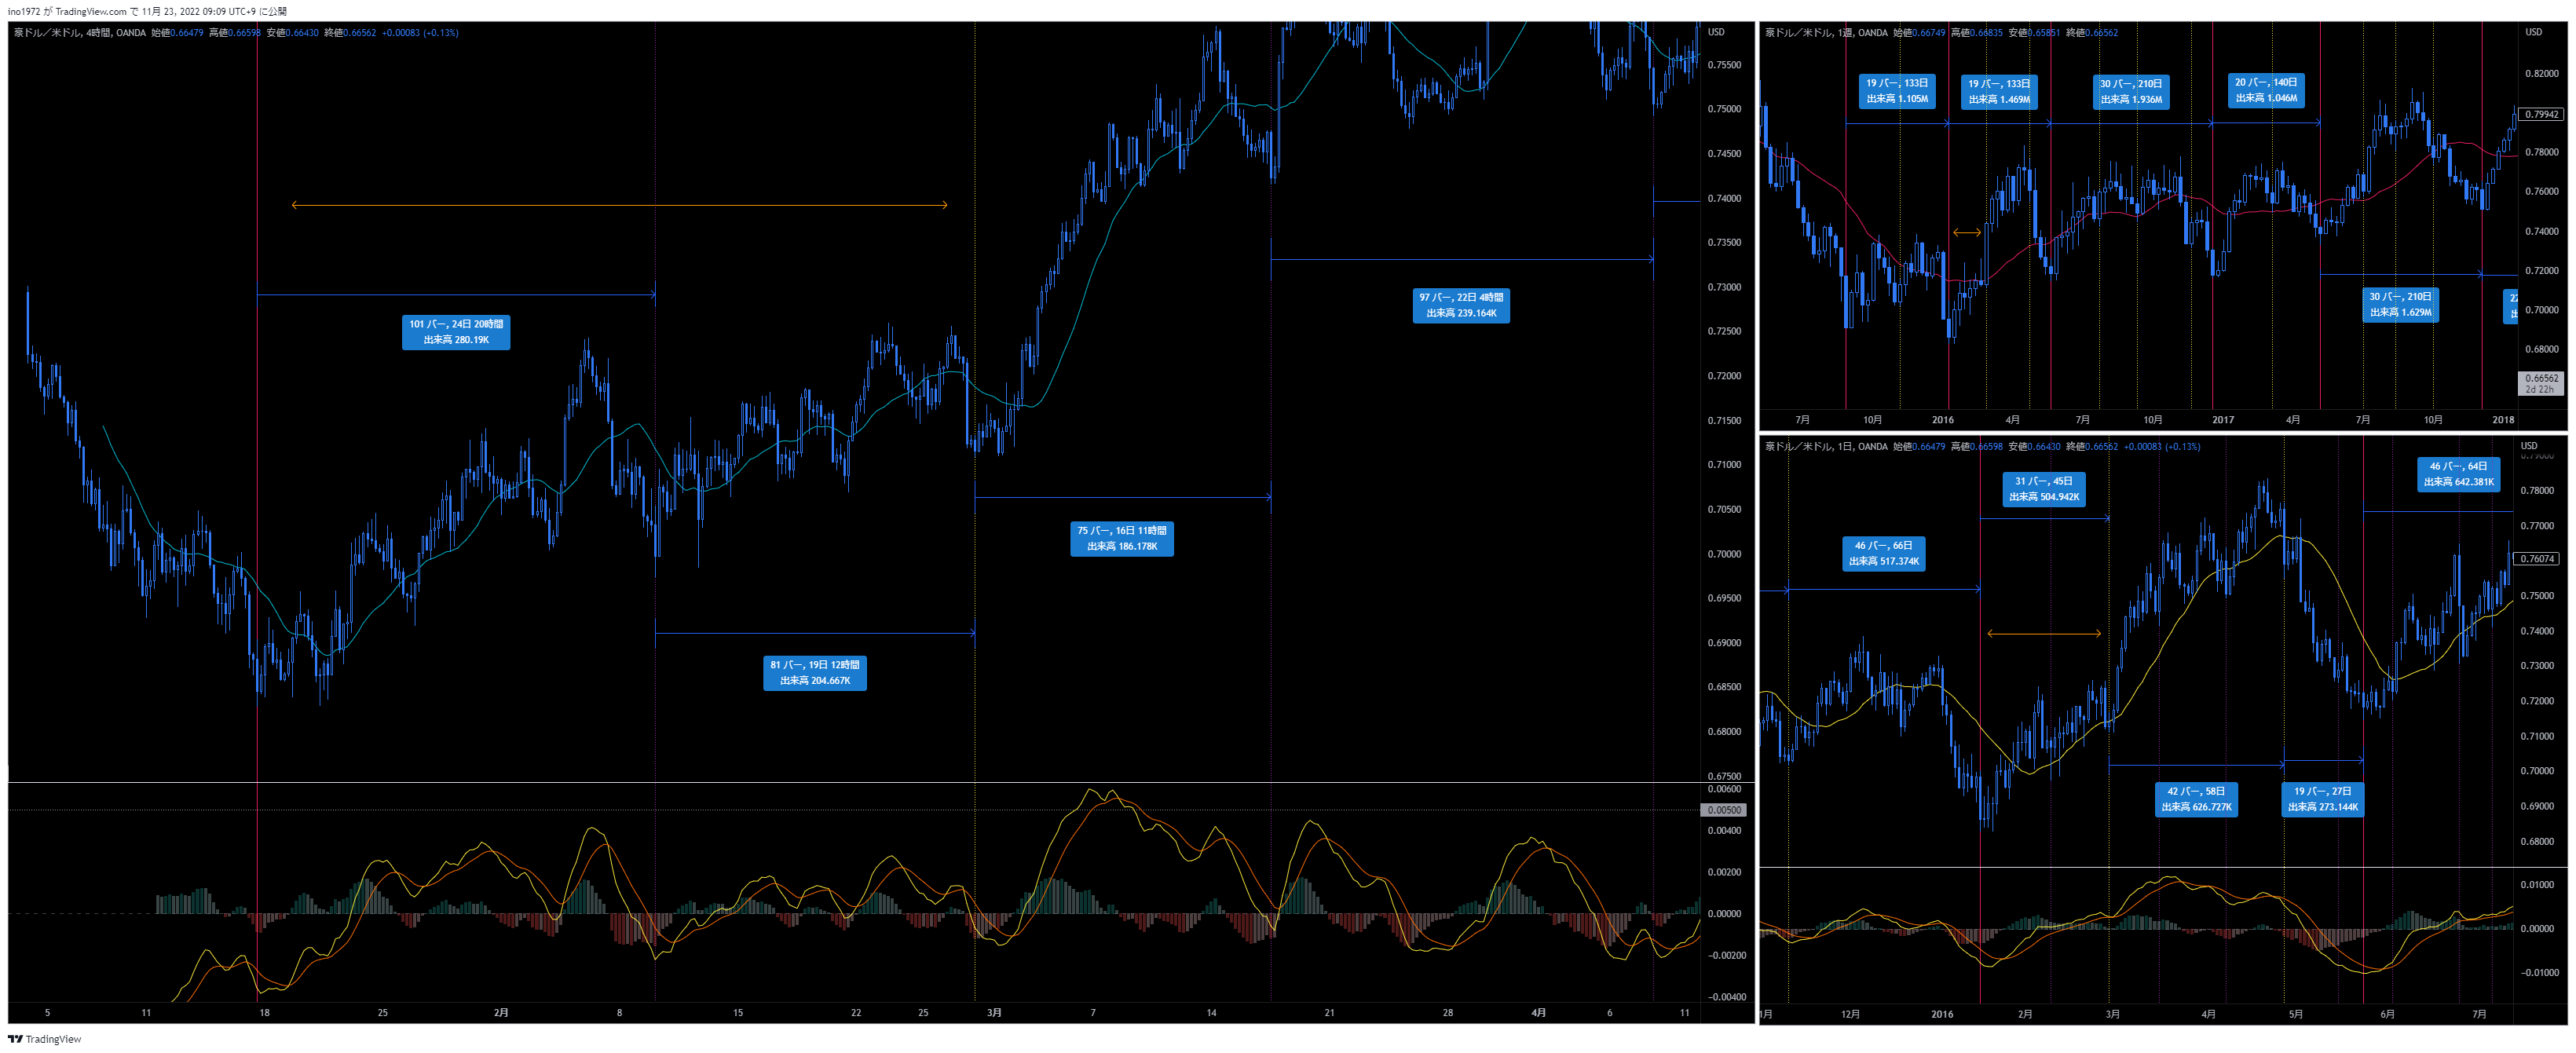 ino1972 が TradingView.com で 11月 23, 2022 09:09 UTC+9 に公開
豪ドル／米ドル, 4時間, OANDA 始値0.66479 高値0.66598 安値0.66430 終値0.66562 +0.00083 (+0.13%)
USD
0.75500
0.75000
0.74500
0.74000
0.73500
0.73000
0.72500
0.72000
0.71500
0.71000
0.70500
0.70000
0.69500
0.69000
0.68500
0.68000
0.67500
0.00600
0.00500
0.00400
0.00200
0.00000
−0.00200
−0.00400
101 バー, 24日 20時間
出来高 280.19K
97 バー, 22日 4時間
出来高 239.164K
75 バー, 16日 11時間
出来高 186.178K
81 バー, 19日 12時間
出来高 204.667K
5 11 18 25 2月 8 15 22 25 3月 7 14 21 28 4月 6 11
豪ドル／米ドル, 1週, OANDA 始値0.66749 高値0.66835 安値0.65851 終値0.66562
USD
0.82000
0.79942
0.78000
0.76000
0.74000
0.72000
0.70000
0.68000
0.66562
2d 22h
19 バー, 133日
出来高 1.105M
19 バー, 133日
出来高 1.469M
30 バー, 210日
出来高 1.936M
20 バー, 140日
出来高 1.046M
30 バー, 210日
出来高 1.629M
22
出
7月 10月 2016 4月 7月 10月 2017 4月 7月 10月 2018
豪ドル／米ドル, 1日, OANDA 始値0.66479 高値0.66598 安値0.66430 終値0.66562 +0.00083 (+0.13%)
USD
0.79000
0.78000
0.77000
0.76074
0.75000
0.74000
0.73000
0.72000
0.71000
0.70000
0.69000
0.68000
0.01000
0.00000
−0.01000
46 バー, 64日
出来高 642.381K
31 バー, 45日
出来高 504.942K
46 バー, 66日
出来高 517.374K
42 バー, 58日
出来高 626.727K
19 バー, 27日
出来高 273.144K
1月 12月 2016 2月 3月 4月 5月 6月 7月
TradingView